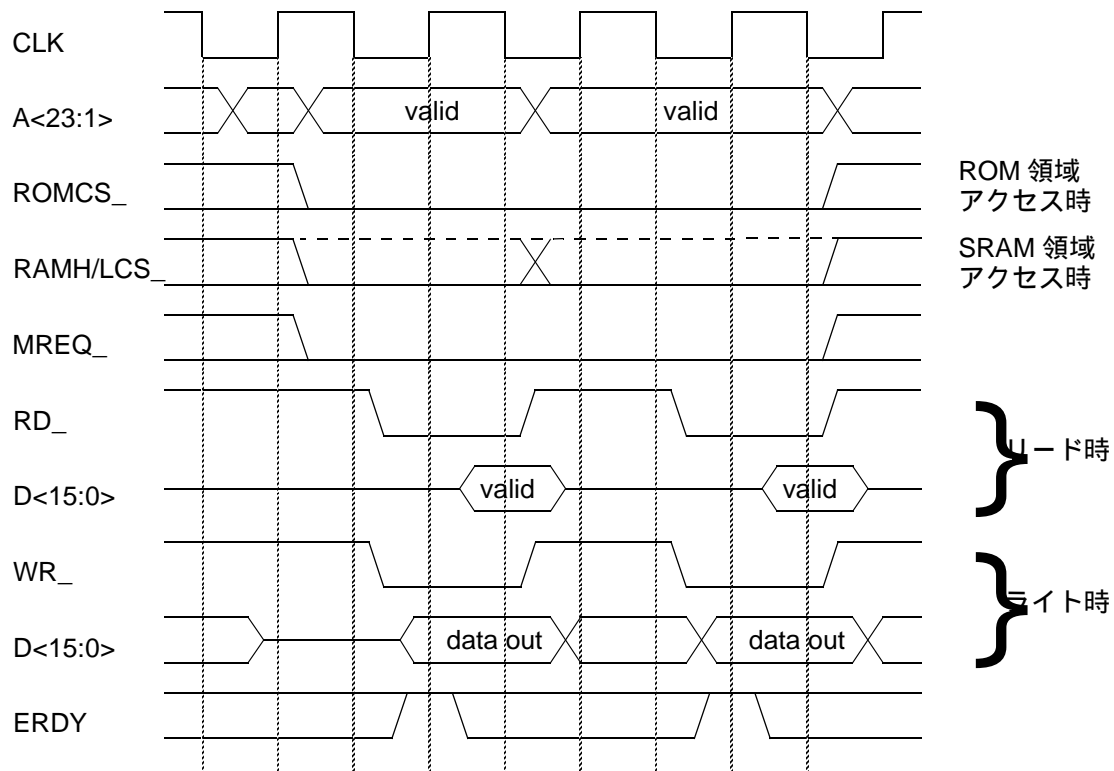 CLK
A<23:1>
valid
valid
ROMCS_
ROM 領域
アクセス時
RAMH/LCS_
SRAM 領域
アクセス時
MREQ_
RD_
リード時
D<15:0>
valid
valid
WR_
ライト時
D<15:0>
data out
data out
ERDY